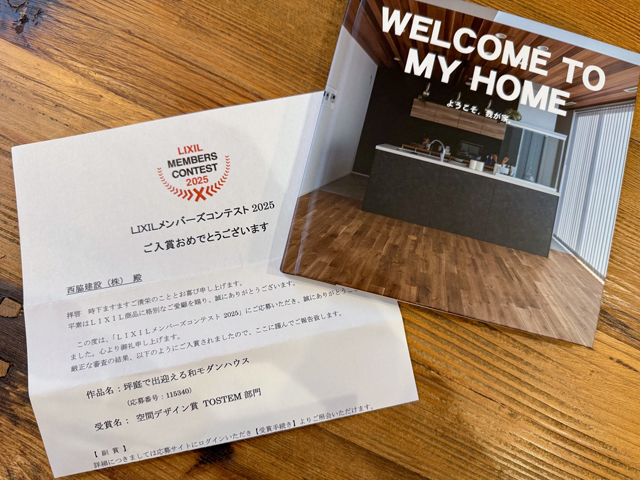 LIXIL
MEMBERS
CONTEST
2025
LIXILメンバーズコンテスト 2025
ご入賞おめでとうございます
西脇建設（株） 殿
拝啓 時下ますますご清栄のこととお喜び申し上げます。
平素はLIXIL商品に格別なご愛顧を賜り、誠にありがとうございます。
この度は、「LIXILメンバーズコンテスト 2025」にご応募いただき、誠にありがとうご
ました。心より御礼申し上げます。
厳正な審査の結果、以下のようにご入賞されましたので、ここに謹んでご報告致します。
作品名：坪庭で出迎える和モダンハウス
（応募番号：115340）
受賞名： 空間デザイン賞 TOSTEM 部門
【 副 賞 】
詳細につきましては応募サイトにログインいただき【受賞手続き】よりご照会いただけます。
WELCOME TO
MY HOME
ようこそ、我が家